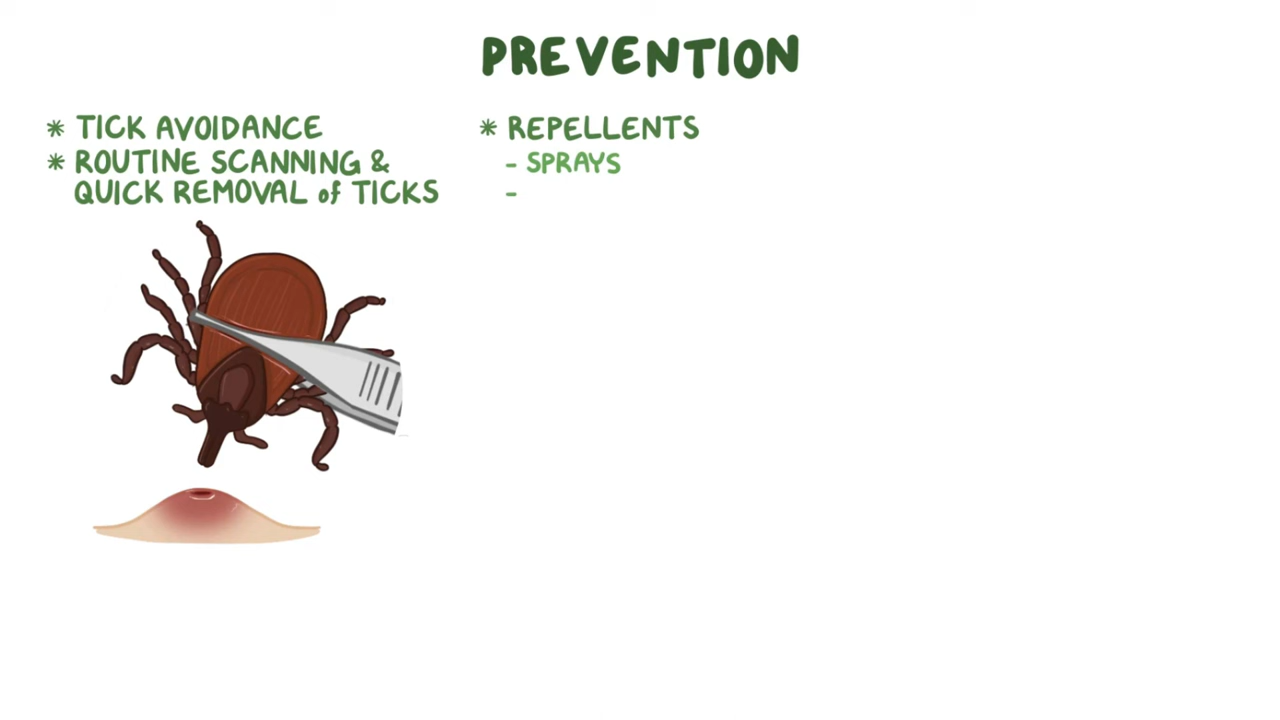 PREVENTION
* TICK AVOIDANCE
* ROUTINE SCANNING &
QUICK REMOVAL of TICKS
* REPELLENTS
- SPRAYS
-